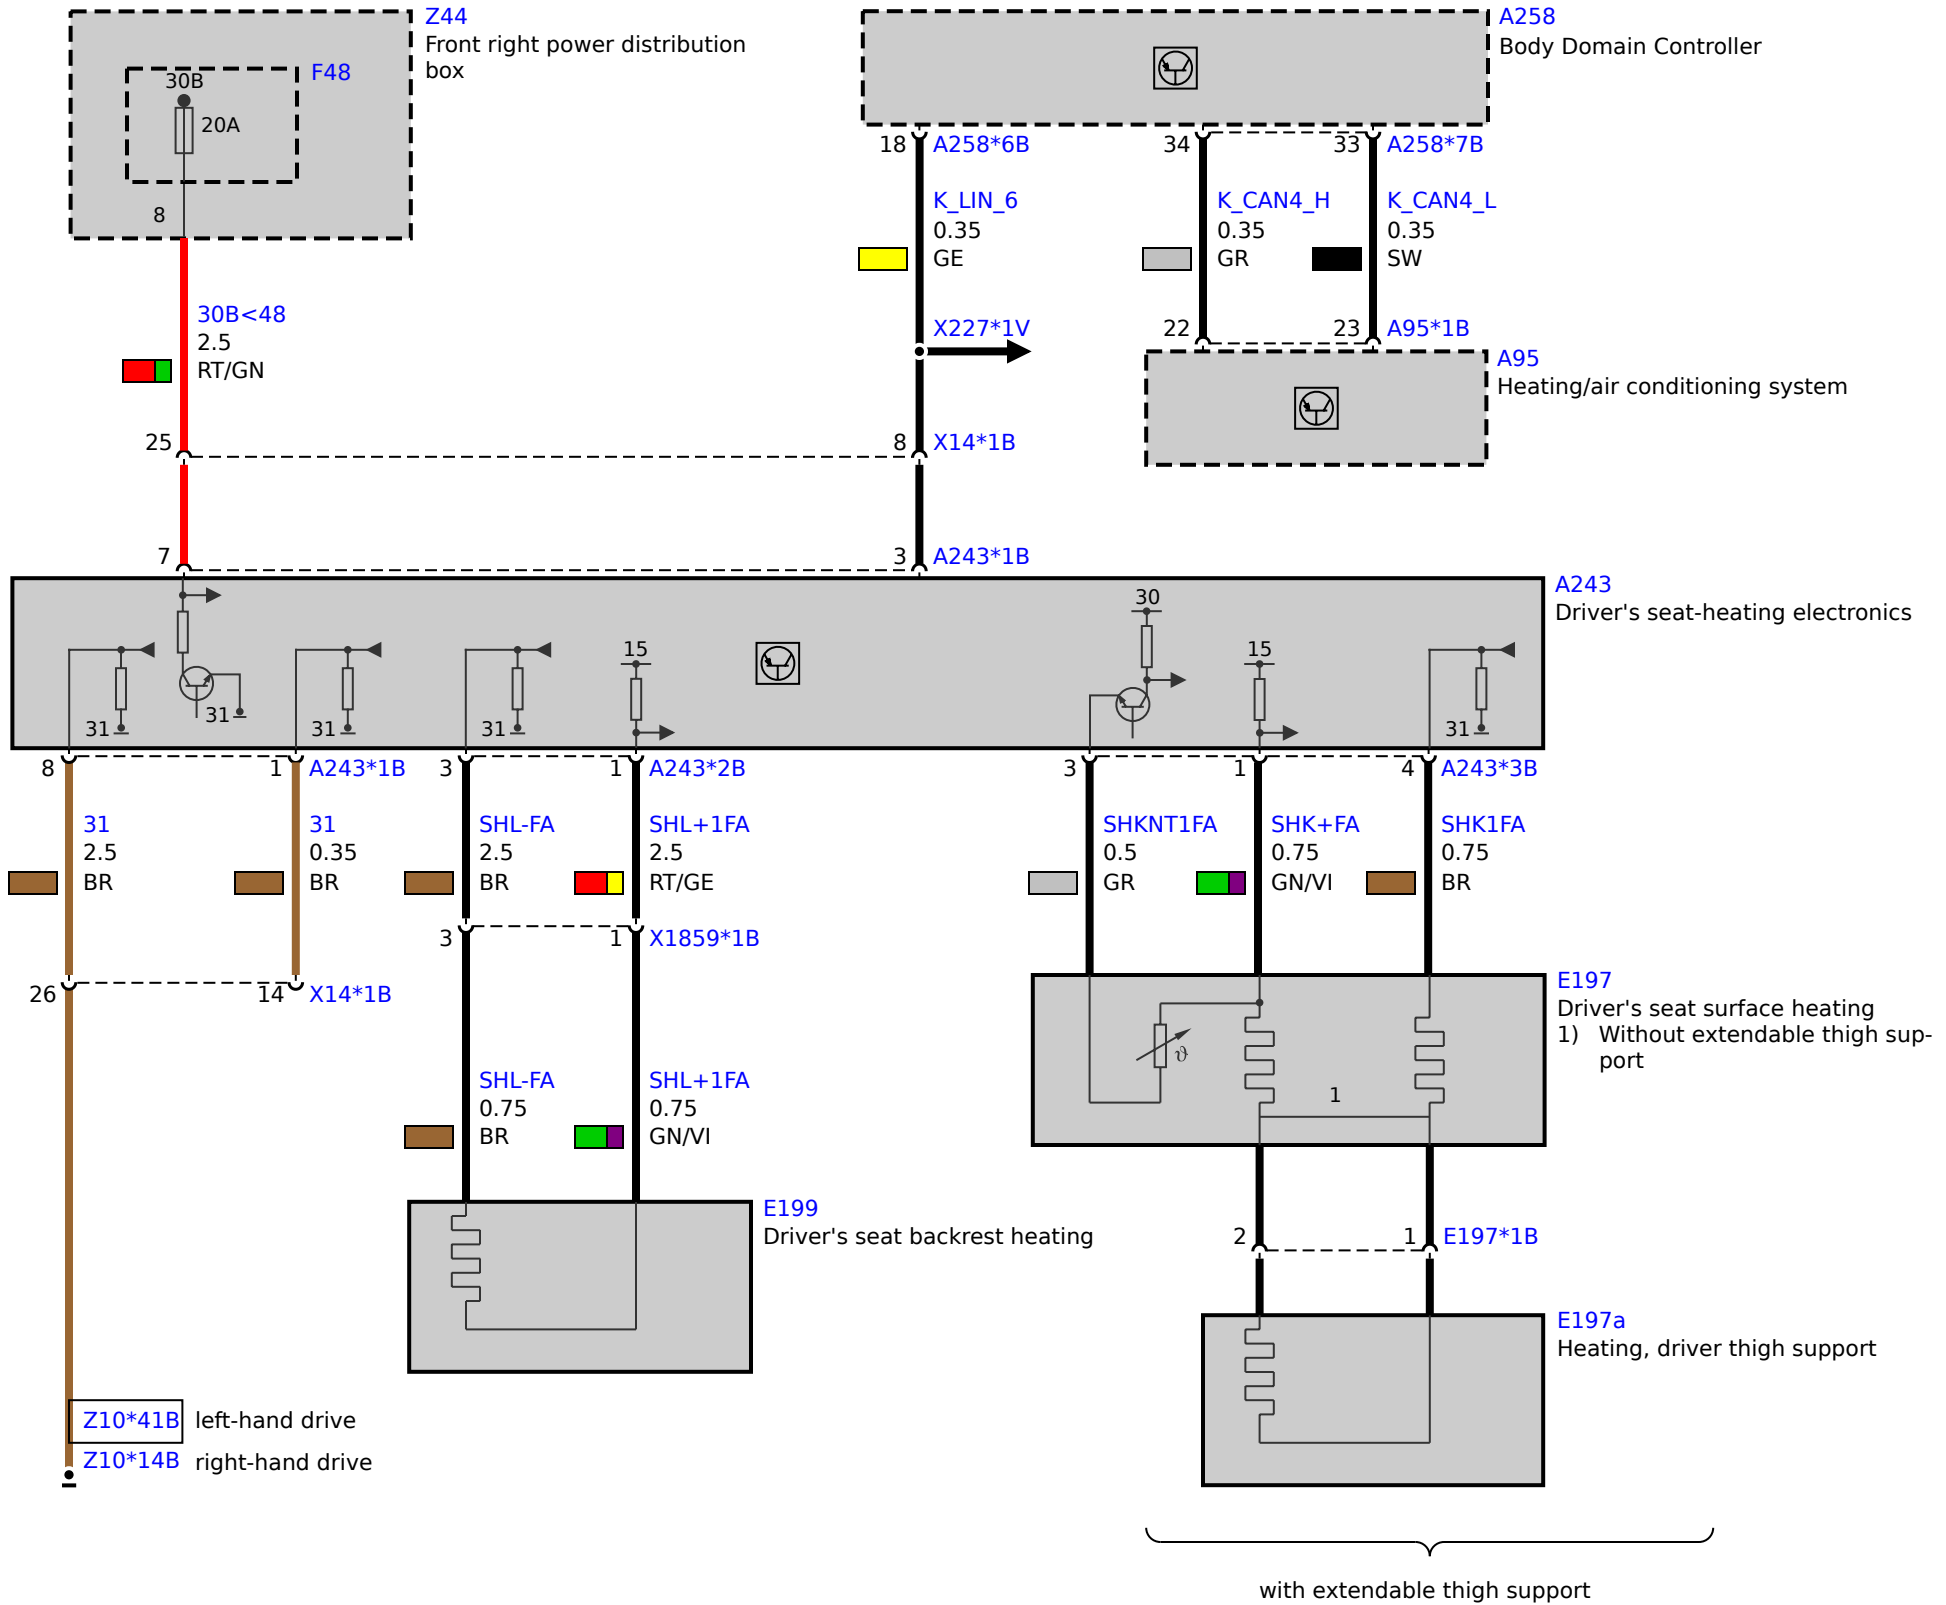 Z44
Front right power distribution
box
F48
30B
20A
8
A258
Body Domain Controller
18 A258*6B
34
33 A258*7B
K_LIN_6
0.35
GE
K_CAN4_H
0.35
GR
K_CAN4_L
0.35
SW
30B<48
2.5
RT/GN
X227*1V
22
23 A95*1B
A95
Heating/air conditioning system
25
8 X14*1B
7
3 A243*1B
A243
Driver's seat-heating electronics
30
15
15
31
31
31
31
31
8
1 A243*1B
3
1 A243*2B
3
1
4 A243*3B
31
2.5
BR
31
0.35
BR
SHL-FA
2.5
BR
SHL+1FA
2.5
RT/GE
SHKNT1FA
0.5
GR
SHK+FA
0.75
GN/VI
SHK1FA
0.75
BR
3
1 X1859*1B
26
14 X14*1B
E197
Driver's seat surface heating
1) Without extendable thigh sup-
port
ϑ
1
SHL-FA
0.75
BR
SHL+1FA
0.75
GN/VI
E199
Driver's seat backrest heating
2
1 E197*1B
E197a
Heating, driver thigh support
Z10*41B left-hand drive
Z10*14B right-hand drive
with extendable thigh support